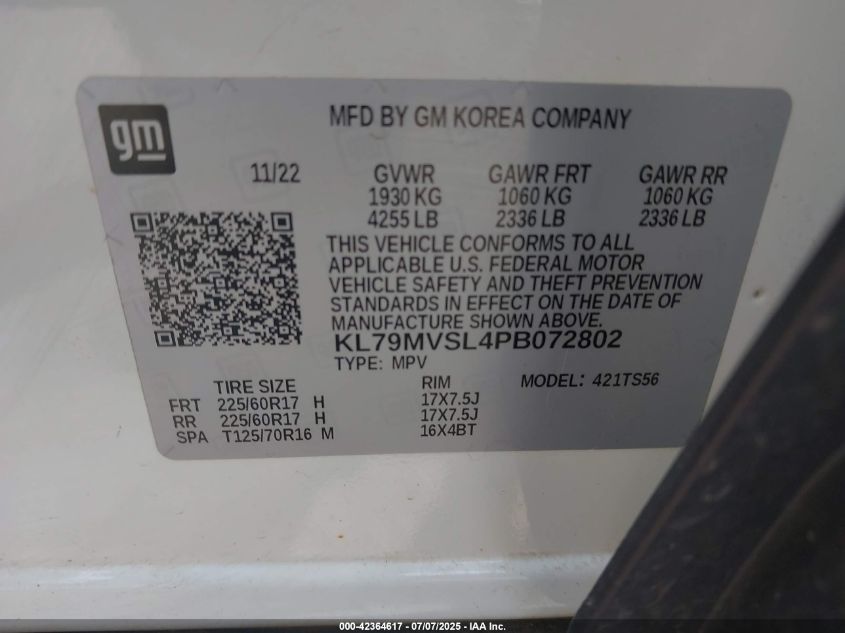 gm
MFD BY GM KOREA COMPANY
11/22 GVWR GAWR FRT GAWR RR
1930 KG 1060 KG 1060 KG
4255 LB 2336 LB 2336 LB
THIS VEHICLE CONFORMS TO ALL
APPLICABLE U.S. FEDERAL MOTOR
VEHICLE SAFETY AND THEFT PREVENTION
STANDARDS IN EFFECT ON THE DATE OF
MANUFACTURE SHOWN ABOVE.
KL79MVSL4PB072802
TYPE: MPV MODEL: 421TS56
TIRE SIZE RIM
FRT 225/60R17 H 17X7.5J
RR 225/60R17 H 17X7.5J
SPA T125/70R16 M 16X4BT
000-42364617 - 07/07/2025 - IAA Inc.